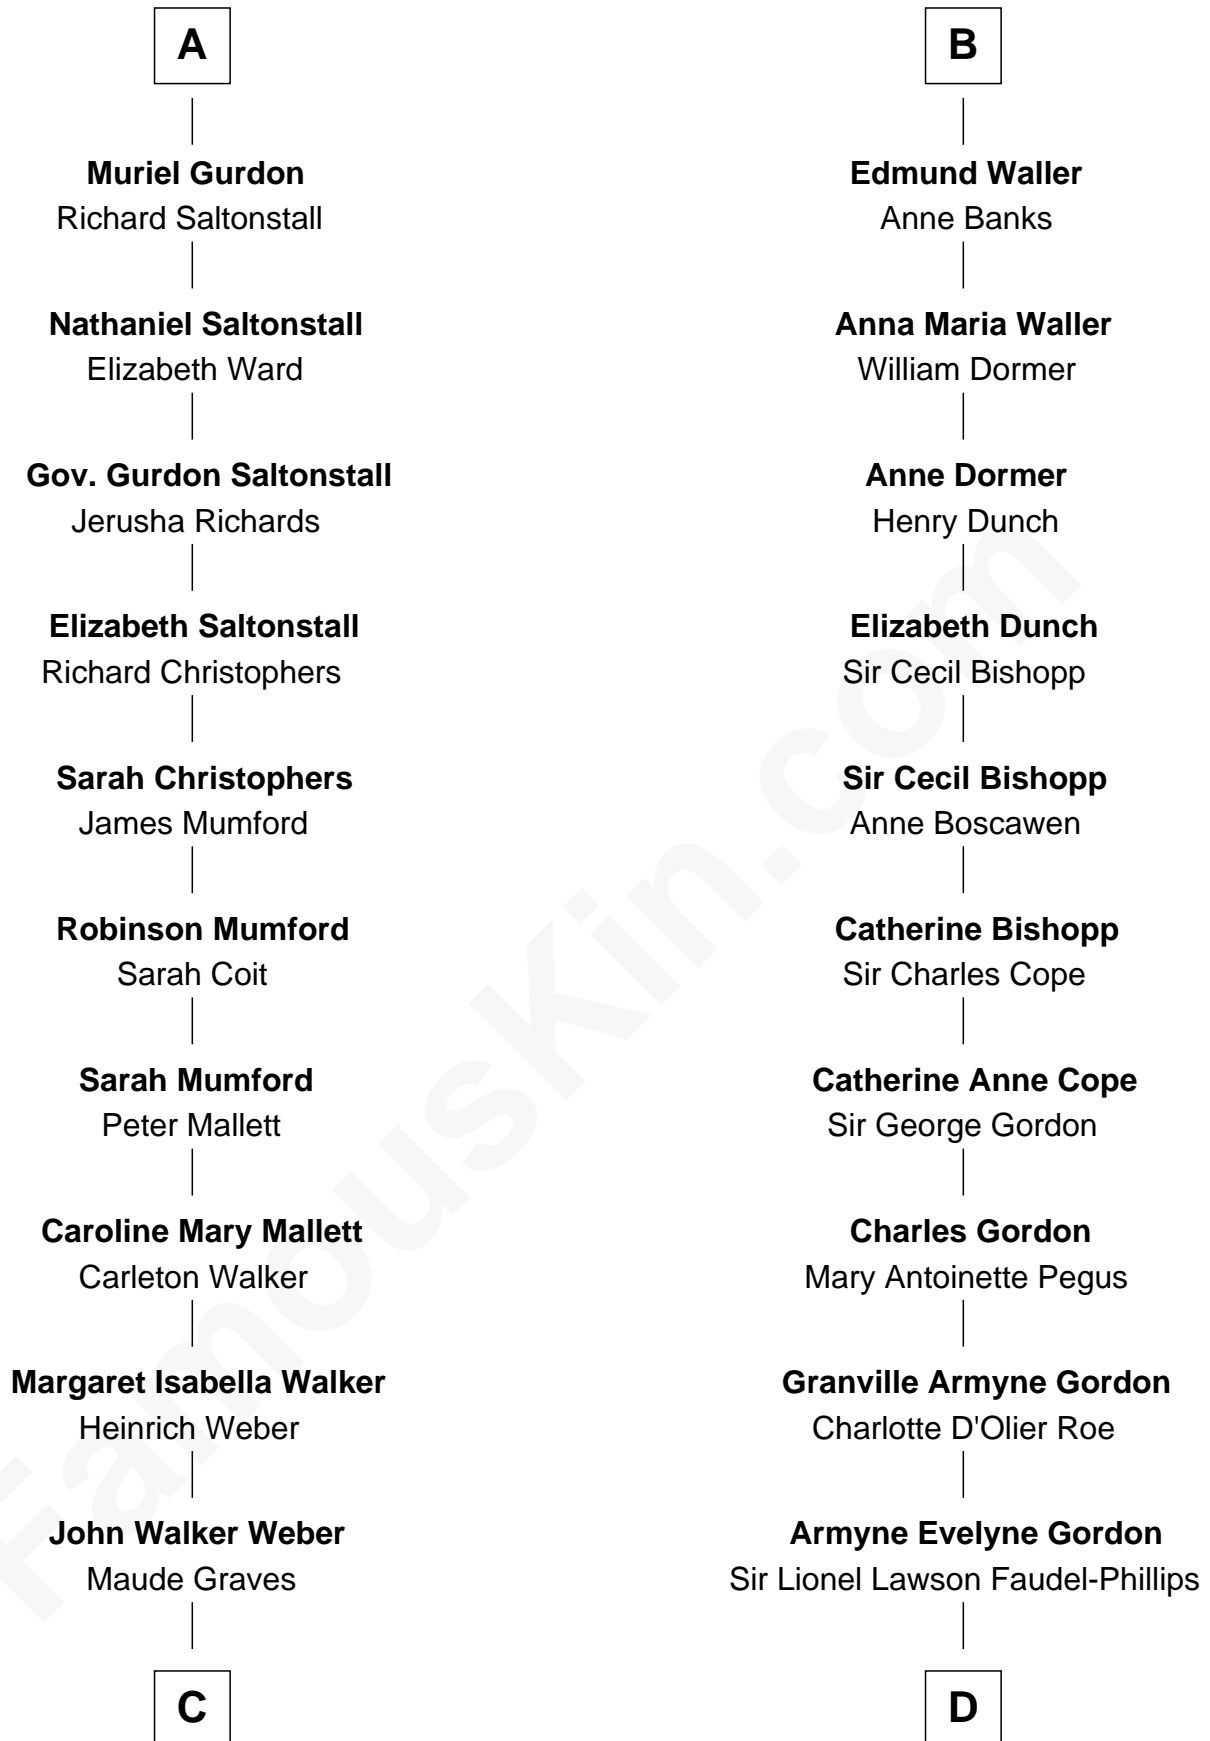 A
Muriel Gurdon
Richard Saltonstall
Nathaniel Saltonstall
Elizabeth Ward
Gov. Gurdon Saltonstall
Jerusha Richards
Elizabeth Saltonstall
Richard Christophers
Sarah Christophers
James Mumford
Robinson Mumford
Sarah Coit
Sarah Mumford
Peter Mallett
Caroline Mary Mallett
Carleton Walker
Margaret Isabella Walker
Heinrich Weber
John Walker Weber
Maude Graves
C
B
Edmund Waller
Anne Banks
Anna Maria Waller
William Dormer
Anne Dormer
Henry Dunch
Elizabeth Dunch
Sir Cecil Bishopp
Sir Cecil Bishopp
Anne Boscawen
Catherine Bishopp
Sir Charles Cope
Catherine Anne Cope
Sir George Gordon
Charles Gordon
Mary Antoinette Pegus
Granville Armyne Gordon
Charlotte D'Olier Roe
Armyne Evelyne Gordon
Sir Lionel Lawson Faudel-Phillips
D
FamousKin.com